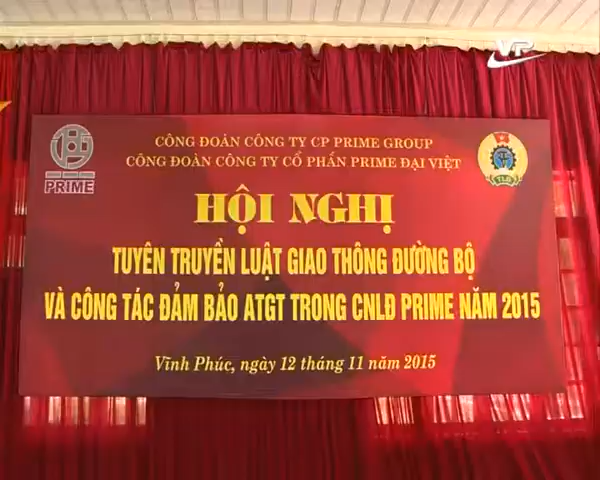 VP
CÔNG ĐOÀN CÔNG TY CP PRIME GROUP
CÔNG ĐOÀN CÔNG TY CỔ PHẦN PRIME ĐẠI VIỆT
PRIME
TLĐ
HỘI NGHỊ
TUYÊN TRUYỀN LUẬT GIAO THÔNG ĐƯỜNG BỘ
VÀ CÔNG TÁC ĐẢM BẢO ATGT TRONG CNLĐ PRIME NĂM 2015
Vĩnh Phúc, ngày 12 tháng 11 năm 2015